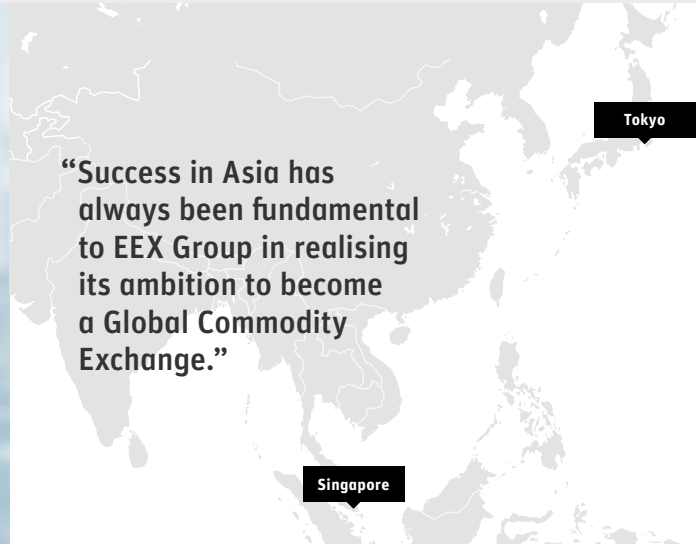 Tokyo
“Success in Asia has
always been fundamental
to EEX Group in realising
its ambition to become
a Global Commodity
Exchange.”
Singapore